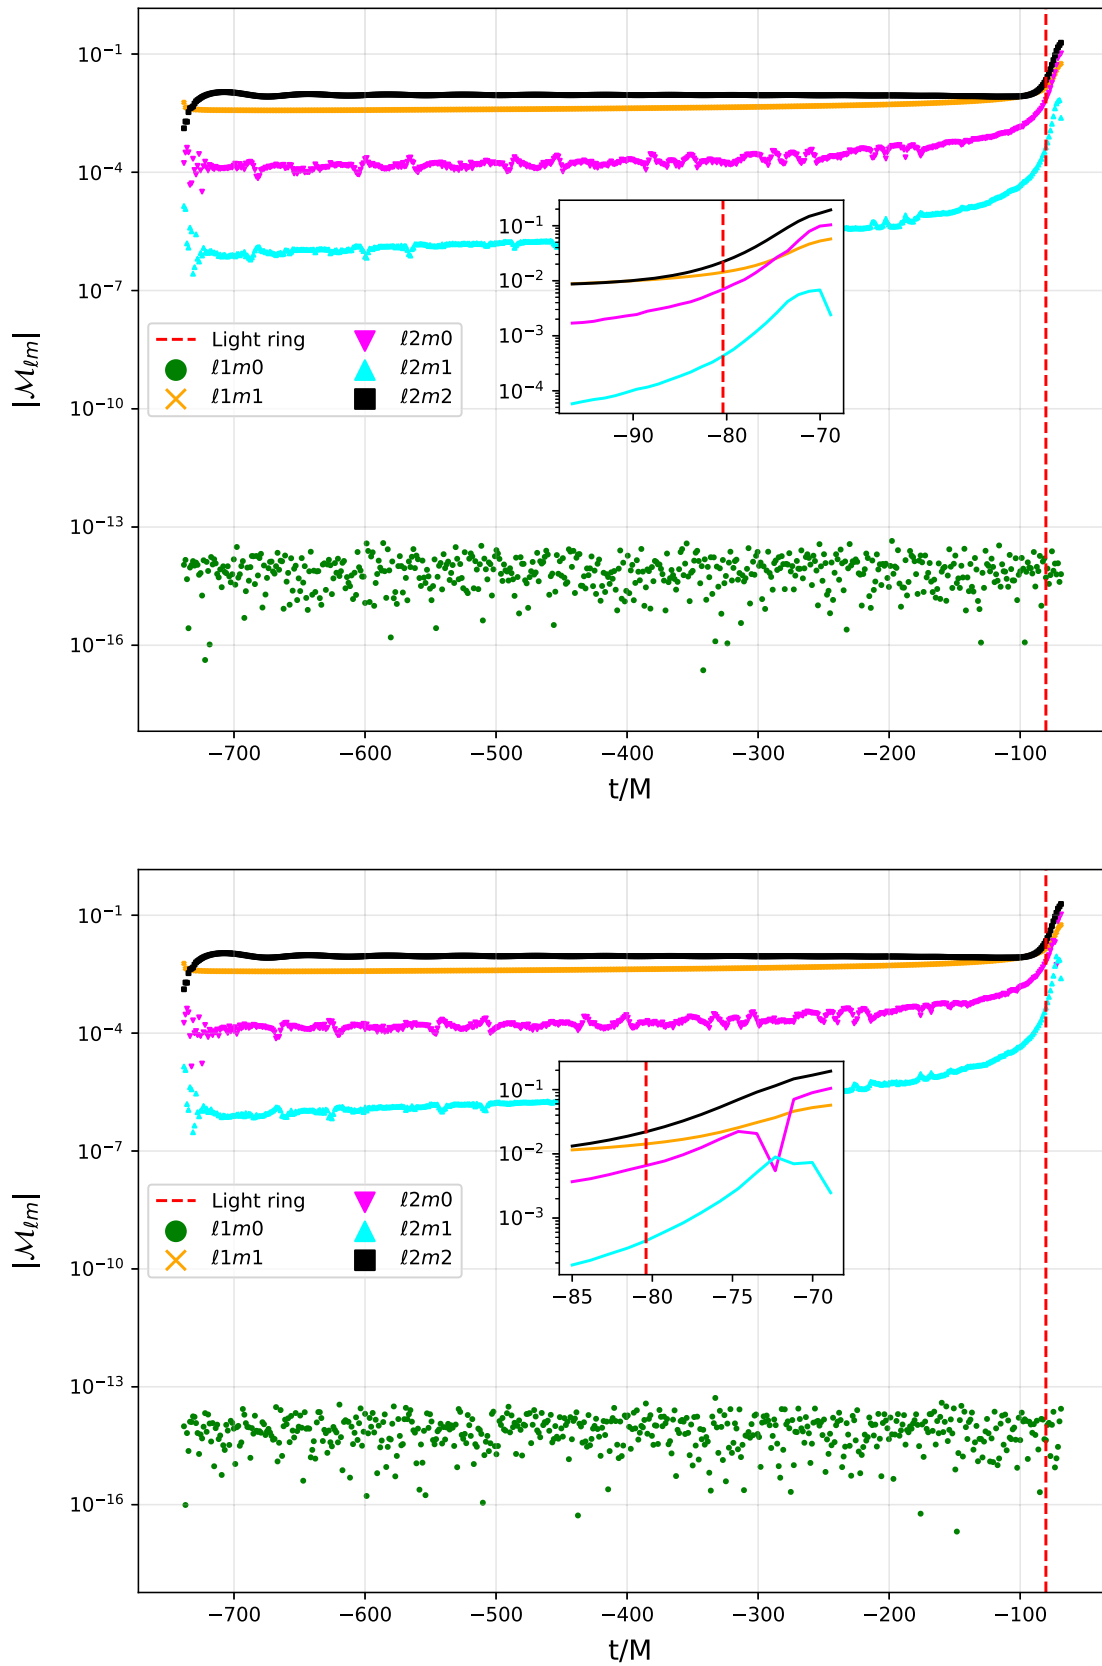 10⁻¹
10⁻⁴
10⁻⁷
10⁻¹⁰
10⁻¹³
10⁻¹⁶
|ℳℓm|
Light ring
ℓ1m0
ℓ1m1
ℓ2m0
ℓ2m1
ℓ2m2
10⁻¹
10⁻²
10⁻³
10⁻⁴
−90 −80 −70
−700 −600 −500 −400 −300 −200 −100
t/M
10⁻¹
10⁻⁴
10⁻⁷
10⁻¹⁰
10⁻¹³
10⁻¹⁶
|ℳℓm|
Light ring
ℓ1m0
ℓ1m1
ℓ2m0
ℓ2m1
ℓ2m2
10⁻¹
10⁻²
10⁻³
−85 −80 −75 −70
−700 −600 −500 −400 −300 −200 −100
t/M